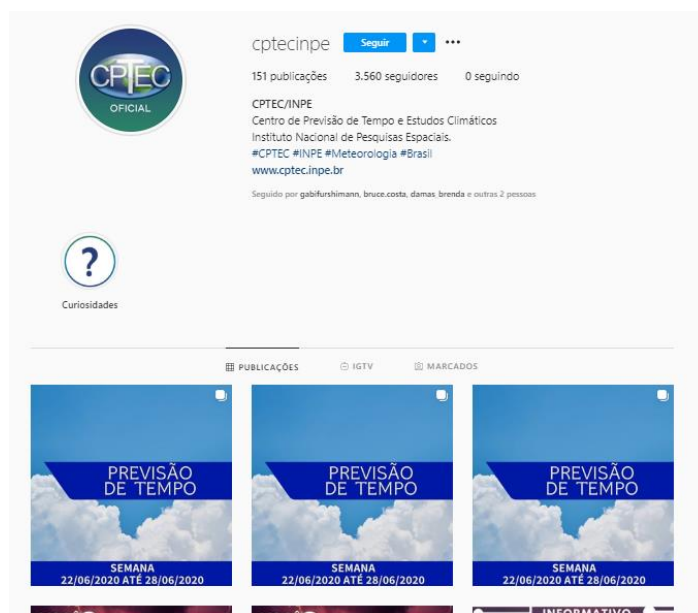 CPTEC
OFICIAL
cptecinpe Seguir
151 publicações 3.560 seguidores 0 seguindo
CPTEC/INPE
Centro de Previsão de Tempo e Estudos Climáticos
Instituto Nacional de Pesquisas Espaciais.
#CPTEC #INPE #Meteorologia #Brasil
www.cptec.inpe.br
Seguido por gabifurshimann, bruce.costa, damas_brenda e outras 2 pessoas
?
Curiosidades
PUBLICAÇÕES IGTV MARCADOS
PREVISÃO
DE TEMPO
SEMANA
22/06/2020 ATÉ 28/06/2020
PREVISÃO
DE TEMPO
SEMANA
22/06/2020 ATÉ 28/06/2020
PREVISÃO
DE TEMPO
SEMANA
22/06/2020 ATÉ 28/06/2020
INFORMATIVO